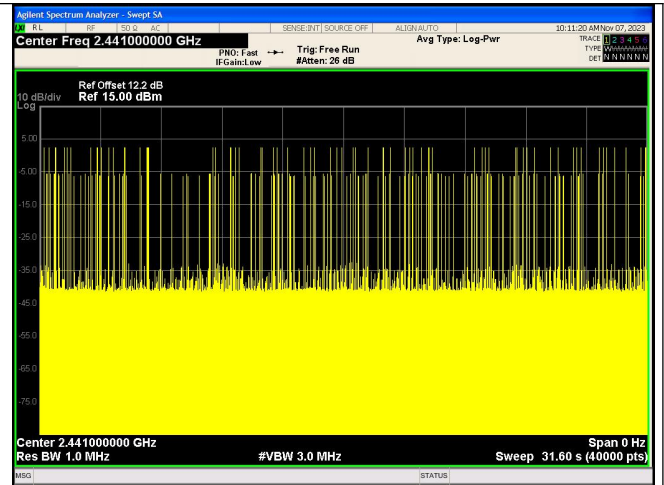 Agilent Spectrum Analyzer - Swept SA
RL RF 50 Ω AC SENSE:INT SOURCE OFF ALIGNAUTO 10:11:20 AM Nov 07, 2023
Center Freq 2.441000000 GHz Avg Type: Log-Pwr TRACE 1 2 3 4 5 6
PNO: Fast Trig: Free Run TYPE W
IFGain:Low #Atten: 26 dB DET N N N N N N
Ref Offset 12.2 dB
10 dB/div Ref 15.00 dBm
Log
5.00
-5.00
-15.0
-25.0
-35.0
-45.0
-55.0
-65.0
-75.0
Center 2.441000000 GHz Span 0 Hz
Res BW 1.0 MHz #VBW 3.0 MHz Sweep 31.60 s (40000 pts)
MSG STATUS